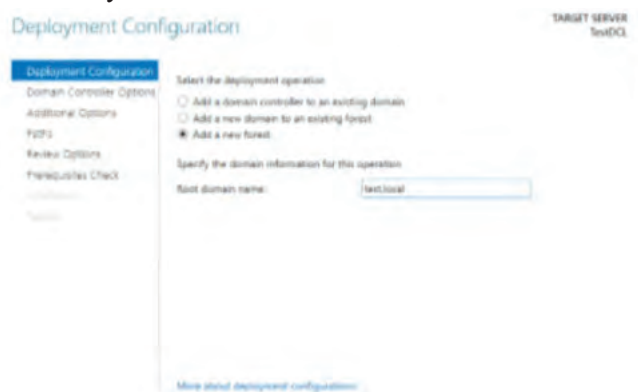 Deployment Configuration
TARGET SERVER
TestDCL
Deployment Configuration
Domain Controller Options
Additional Options
Paths
Review Options
Prerequisites Check
Select the deployment operation
Add a domain controller to an existing domain
Add a new domain to an existing forest
Add a new forest
Specify the domain information for this operation
Root domain name:
test.local
More about deployment configurations